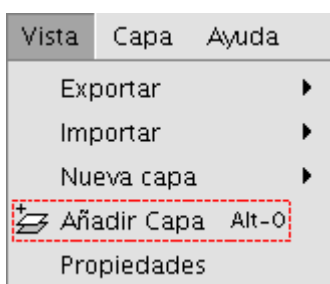 Vista Capa Ayuda
Exportar
Importar
Nueva capa
Añadir Capa Alt-O
Propiedades